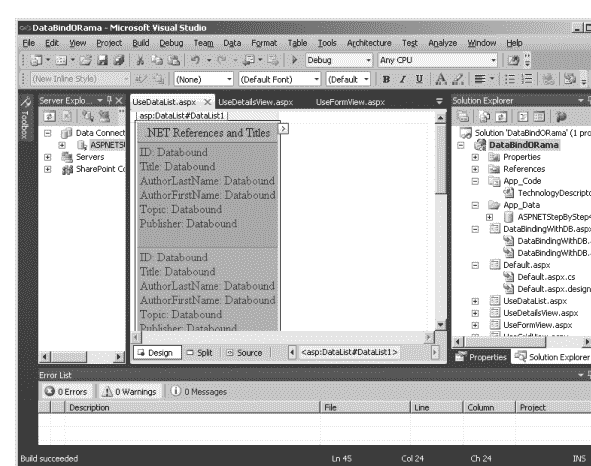 DataBindORama - Microsoft Visual Studio
File Edit View Project Build Debug Team Data Format Table Tools Architecture Test Analyze Window Help
Debug Any CPU
(New Inline Style) (None) (Default Font) (Default B I U A
Toolbox
Server Explo...
Data Connect
ASPNETS
Servers
SharePoint Co
UseDataList.aspx UseDetailsView.aspx UseFormView.aspx
asp:DataList#DataList1
.NET References and Titles
ID: Databound
Title: Databound
AuthorLastName: Databound
AuthorFirstName: Databound
Topic: Databound
Publisher: Databound
ID: Databound
Title: Databound
AuthorLastName: Databound
AuthorFirstName: Databound
Topic: Databound
Publisher: Databound
Design Split Source <asp:DataList#DataList1>
Solution Explorer
Solution 'DataBindORama' (1 pro
DataBindORama
Properties
References
App_Code
TechnologyDescripto
App_Data
ASPNETStepByStep4
DataBindingWithDB.aspx
DataBindingWithDB.
DataBindingWithDB.
Default.aspx
Default.aspx.cs
Default.aspx.design
UseDataList.aspx
UseDetailsView.aspx
UseFormView.aspx
Properties Solution Explorer
Error List
0 Errors 0 Warnings 0 Messages
Description File Line Column Project
Build succeeded Ln 45 Col 24 Ch 24 INS